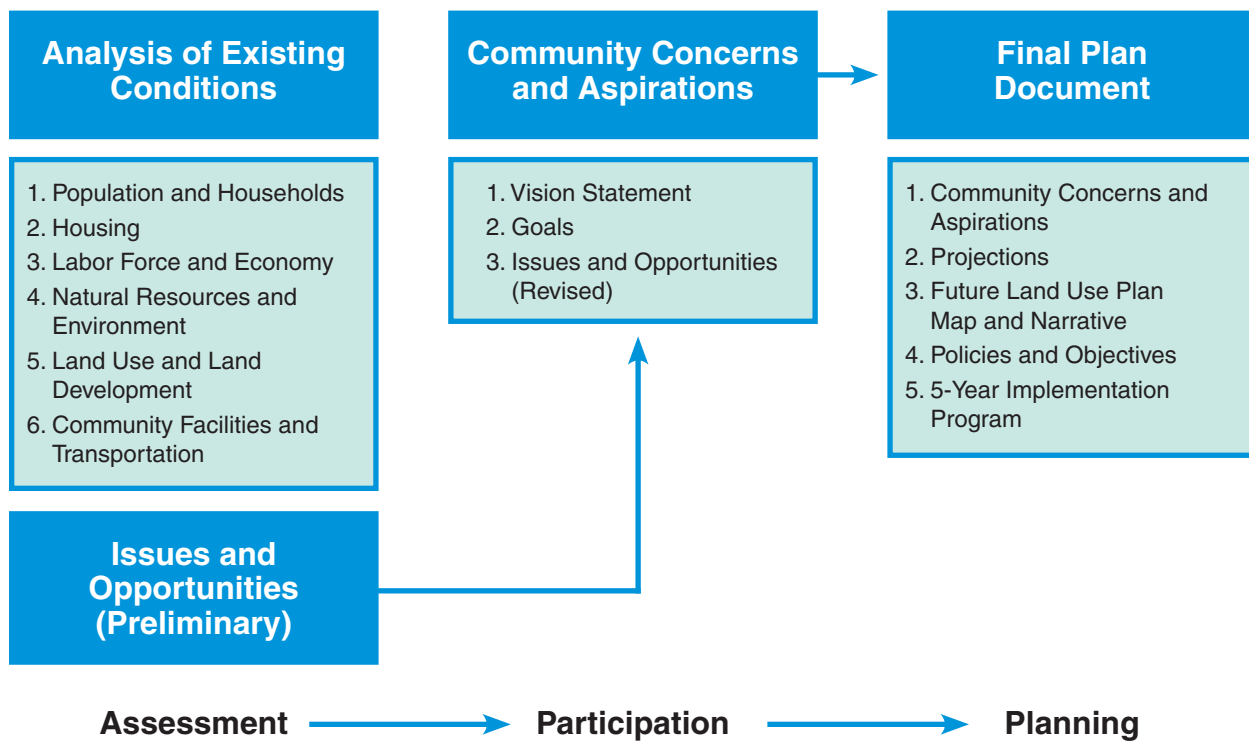 Analysis of Existing
Conditions
1. Population and Households
2. Housing
3. Labor Force and Economy
4. Natural Resources and
Environment
5. Land Use and Land
Development
6. Community Facilities and
Transportation
Issues and
Opportunities
(Preliminary)
Community Concerns
and Aspirations
1. Vision Statement
2. Goals
3. Issues and Opportunities
(Revised)
Final Plan
Document
1. Community Concerns and
Aspirations
2. Projections
3. Future Land Use Plan
Map and Narrative
4. Policies and Objectives
5. 5-Year Implementation
Program
Assessment
Participation
Planning